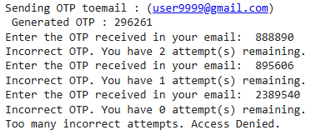 Sending OTP toemail : (user9999@gmail.com)
Generated OTP : 296261
Enter the OTP received in your email: 888890
Incorrect OTP. You have 2 attempt(s) remaining.
Enter the OTP received in your email: 895606
Incorrect OTP. You have 1 attempt(s) remaining.
Enter the OTP received in your email: 2389540
Incorrect OTP. You have 0 attempt(s) remaining.
Too many incorrect attempts. Access Denied.